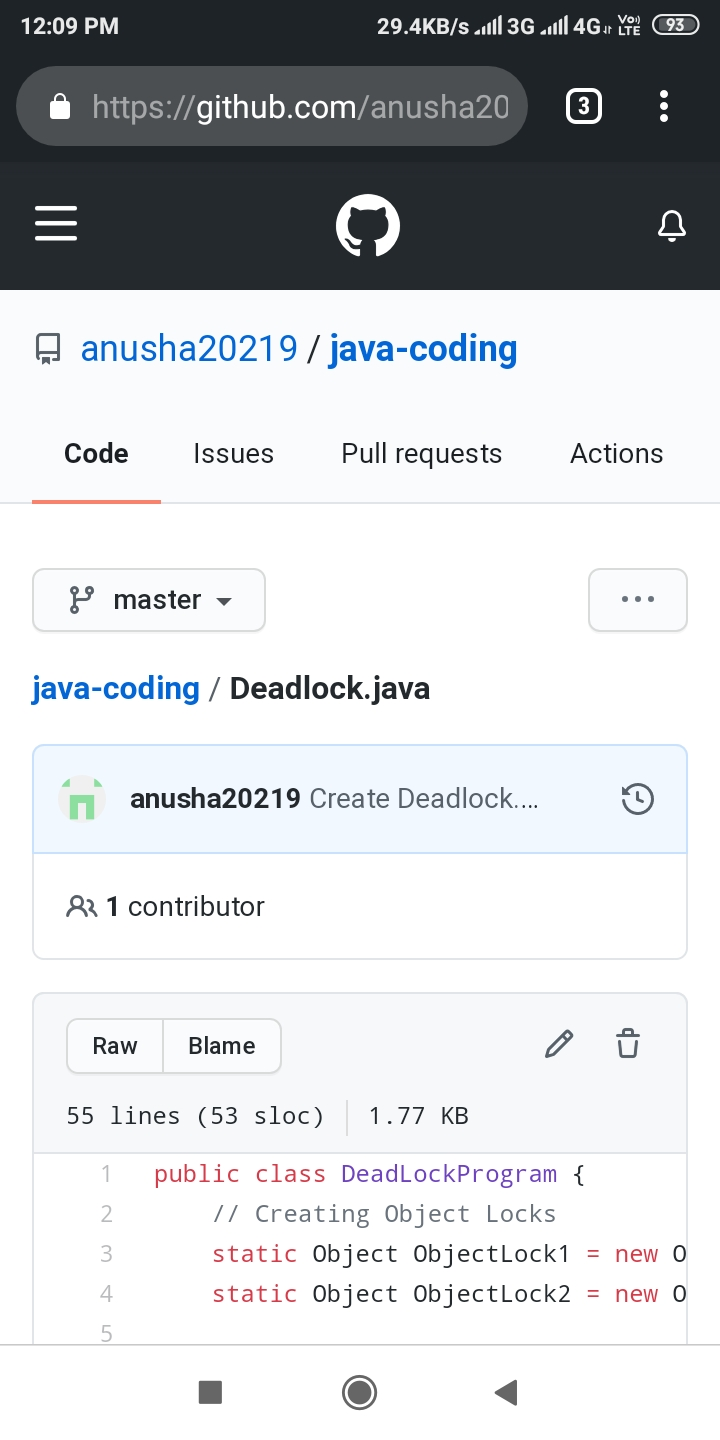 12:09 PM 29.4KB/s 3G 4G Vo) LTE 93
https://github.com/anusha20 3
anusha20219 / java-coding
Code Issues Pull requests Actions
master ...
java-coding / Deadlock.java
anusha20219 Create Deadlock....
1 contributor
Raw Blame
55 lines (53 sloc) 1.77 KB
1 public class DeadLockProgram {
2 // Creating Object Locks
3 static Object ObjectLock1 = new O
4 static Object ObjectLock2 = new O
5